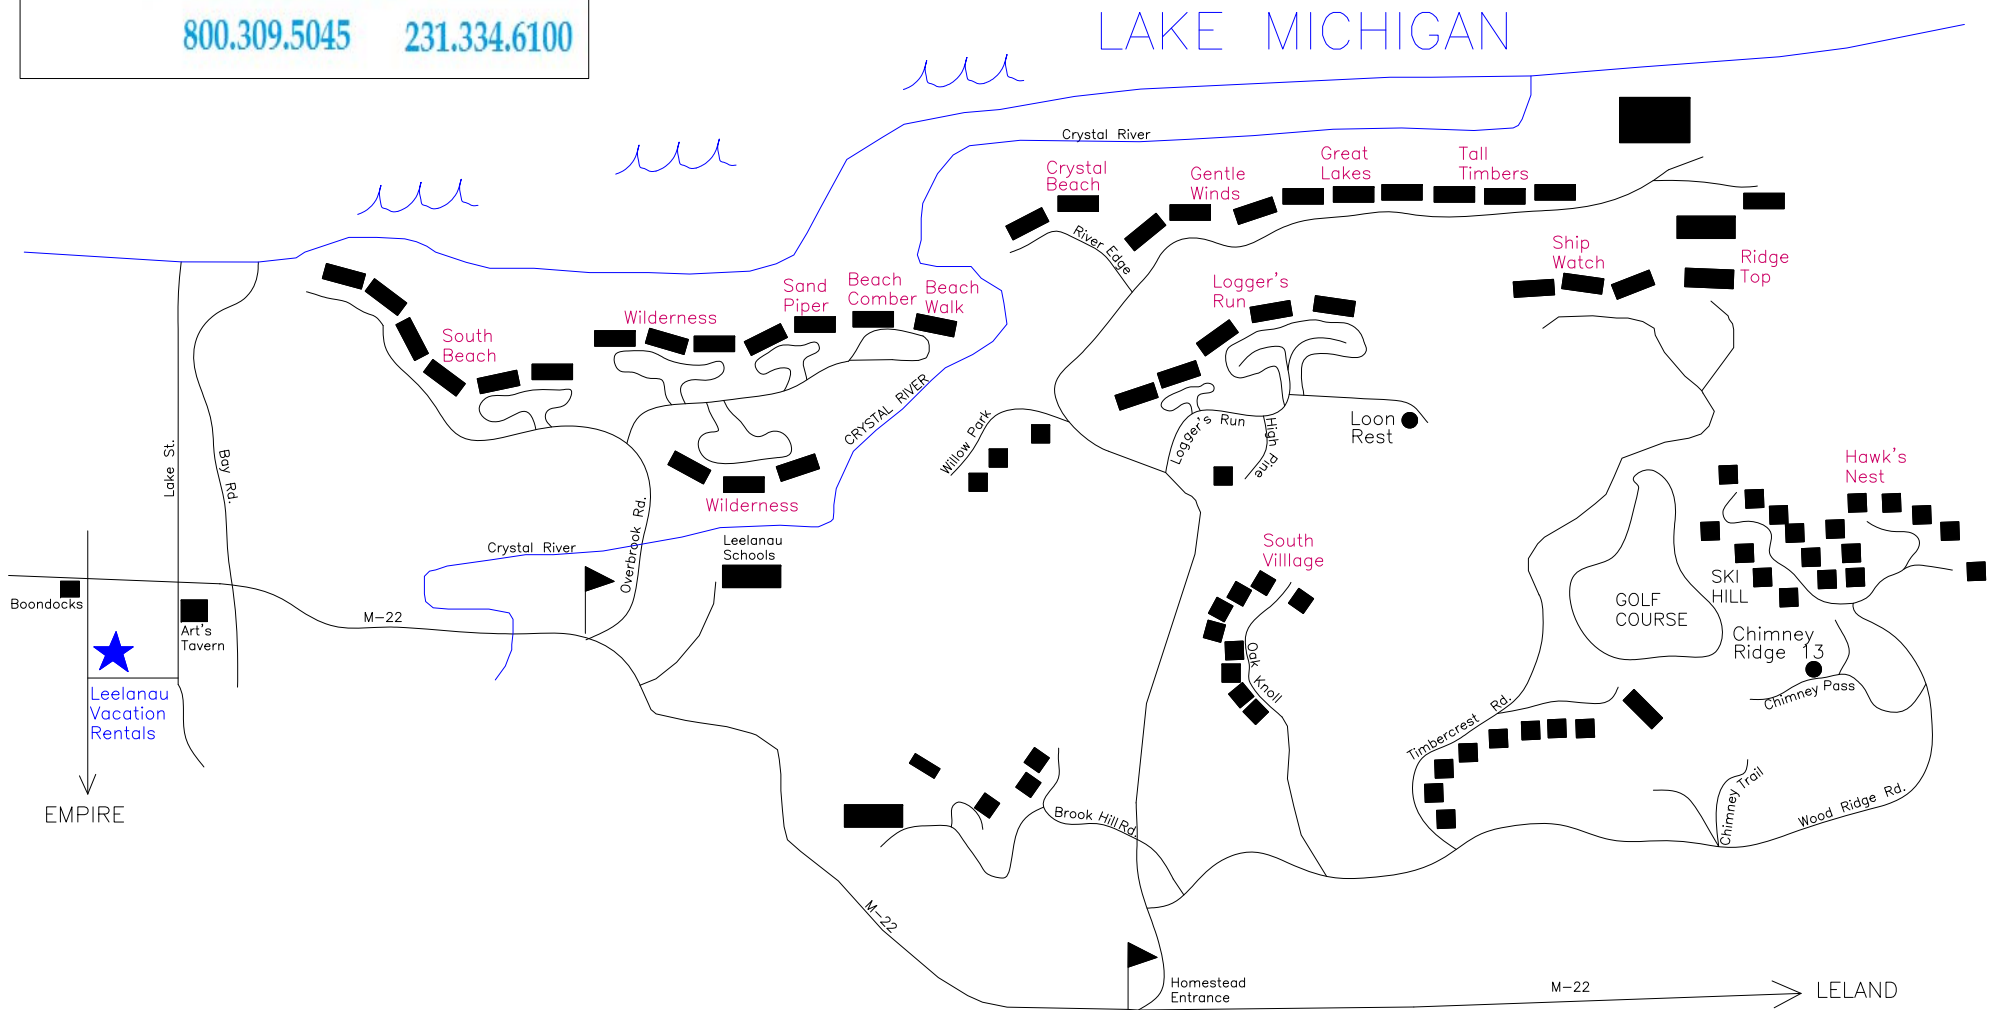 800.309.5045 231.334.6100
LAKE MICHIGAN
Crystal River
Crystal
Beach
Gentle
Winds
Great
Lakes
Tall
Timbers
River Edge
Ship
Watch
Ridge
Top
Logger's
Run
South
Beach
Wilderness
Sand
Piper
Beach
Comber
Beach
Walk
CRYSTAL RIVER
Willow Park
Logger's Run
High Pine
Loon
Rest
Lake St.
Bay Rd.
Wilderness
Overbrook Rd.
Crystal River
Leelanau
Schools
Hawk's
Nest
South
Villlage
SKI
HILL
GOLF
COURSE
Chimney
Ridge 13
Chimney Pass
Boondocks
Art's
Tavern
M-22
Leelanau
Vacation
Rentals
EMPIRE
Oak Knoll
Timbercrest Rd.
Chimney Trail
Wood Ridge Rd.
Brook Hill Rd.
M-22
Homestead
Entrance
M-22
LELAND